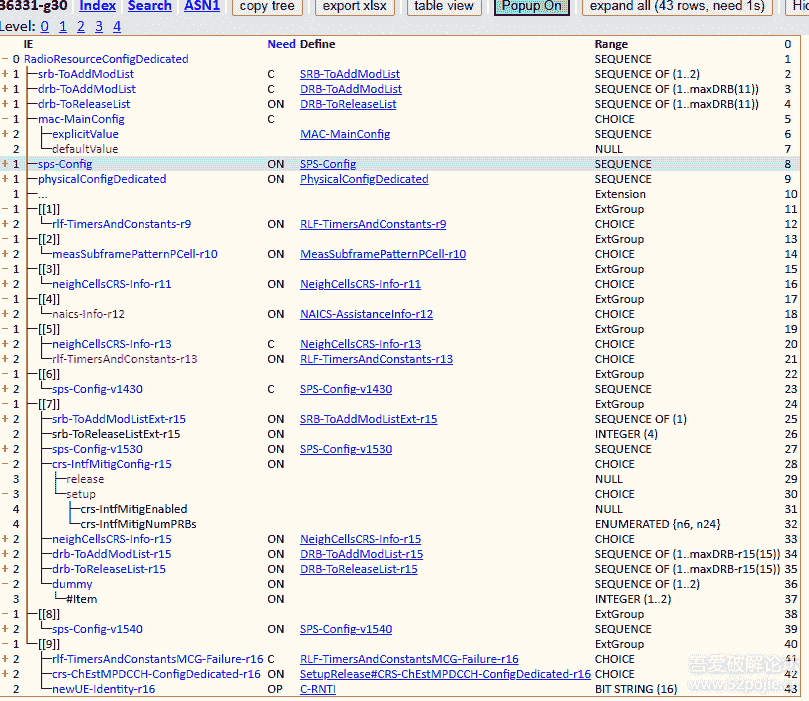 36331-g30 Index Search ASN1 copy tree export xlsx table view Popup On expand all (43 rows, need 1s)
Level: 0 1 2 3 4
IE Need Define Range 0
− 0 RadioResourceConfigDedicated SEQUENCE 1
+ 1 srb-ToAddModList C SRB-ToAddModList SEQUENCE OF (1..2) 2
+ 1 drb-ToAddModList C DRB-ToAddModList SEQUENCE OF (1..maxDRB(11)) 3
+ 1 drb-ToReleaseList ON DRB-ToReleaseList SEQUENCE OF (1..maxDRB(11)) 4
− 1 mac-MainConfig C CHOICE 5
+ 2 explicitValue MAC-MainConfig SEQUENCE 6
2 defaultValue NULL 7
+ 1 sps-Config ON SPS-Config SEQUENCE 8
+ 1 physicalConfigDedicated ON PhysicalConfigDedicated SEQUENCE 9
1 ... Extension 10
− 1 [[1]] ExtGroup 11
+ 2 rlf-TimersAndConstants-r9 ON RLF-TimersAndConstants-r9 CHOICE 12
− 1 [[2]] ExtGroup 13
+ 2 measSubframePatternPCell-r10 ON MeasSubframePatternPCell-r10 CHOICE 14
− 1 [[3]] ExtGroup 15
+ 2 neighCellsCRS-Info-r11 ON NeighCellsCRS-Info-r11 CHOICE 16
− 1 [[4]] ExtGroup 17
+ 2 naics-Info-r12 ON NAICS-AssistanceInfo-r12 CHOICE 18
− 1 [[5]] ExtGroup 19
+ 2 neighCellsCRS-Info-r13 C NeighCellsCRS-Info-r13 CHOICE 20
+ 2 rlf-TimersAndConstants-r13 ON RLF-TimersAndConstants-r13 CHOICE 21
− 1 [[6]] ExtGroup 22
+ 2 sps-Config-v1430 C SPS-Config-v1430 SEQUENCE 23
− 1 [[7]] ExtGroup 24
+ 2 srb-ToAddModListExt-r15 ON SRB-ToAddModListExt-r15 SEQUENCE OF (1) 25
2 srb-ToReleaseListExt-r15 ON INTEGER (4) 26
+ 2 sps-Config-v1530 ON SPS-Config-v1530 SEQUENCE 27
− 2 crs-IntfMitigConfig-r15 ON CHOICE 28
3 release NULL 29
− 3 setup CHOICE 30
4 crs-IntfMitigEnabled NULL 31
4 crs-IntfMitigNumPRBs ENUMERATED {n6, n24} 32
+ 2 neighCellsCRS-Info-r15 ON NeighCellsCRS-Info-r15 CHOICE 33
+ 2 drb-ToAddModList-r15 ON DRB-ToAddModList-r15 SEQUENCE OF (1..maxDRB-r15(15)) 34
+ 2 drb-ToReleaseList-r15 ON DRB-ToReleaseList-r15 SEQUENCE OF (1..maxDRB-r15(15)) 35
− 2 dummy ON SEQUENCE OF (1..2) 36
3 #Item ON INTEGER (1..2) 37
− 1 [[8]] ExtGroup 38
+ 2 sps-Config-v1540 ON SPS-Config-v1540 SEQUENCE 39
− 1 [[9]] ExtGroup 40
+ 2 rlf-TimersAndConstantsMCG-Failure-r16 C RLF-TimersAndConstantsMCG-Failure-r16 CHOICE 41
+ 2 crs-ChEstMPDCCH-ConfigDedicated-r16 ON SetupRelease#CRS-ChEstMPDCCH-ConfigDedicated-r16 CHOICE 42
2 newUE-Identity-r16 OP C-RNTI BIT STRING (16) 43
吾爱破解论坛
www.52pojie.cn